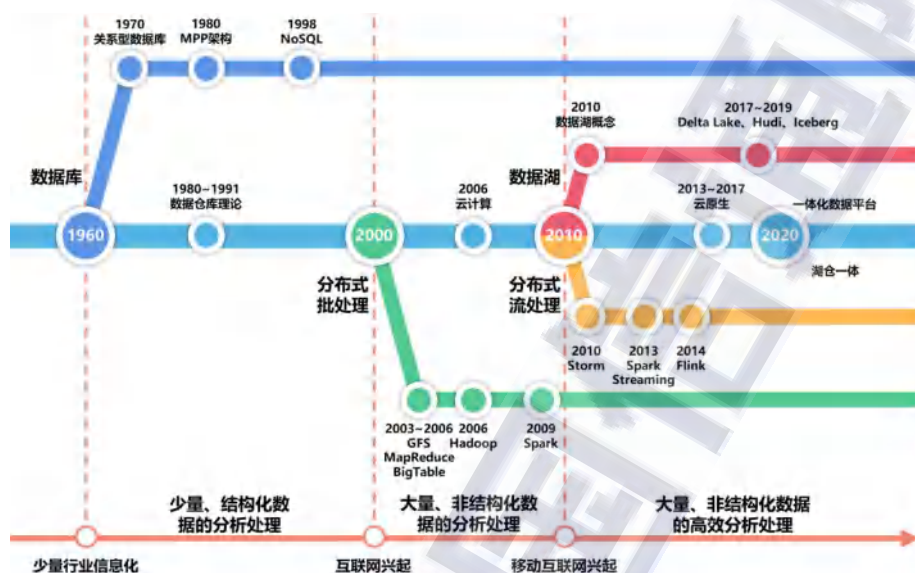 1970
关系型数据库
1980
MPP架构
1998
NoSQL
2010
数据湖概念
2017~2019
Delta Lake、Hudi、Iceberg
数据库
1980~1991
数据仓库理论
2006
云计算
数据湖
2013~2017
云原生
一体化数据平台
1960
2000
2010
2020
湖仓一体
分布式
批处理
分布式
流处理
2010
Storm
2013
Spark
Streaming
2014
Flink
2003~2006
GFS
MapReduce
BigTable
2006
Hadoop
2009
Spark
少量、结构化数
据的分析处理
大量、非结构化数
据的分析处理
大量、非结构化数据
的高效分析处理
少量行业信息化
互联网兴起
移动互联网兴起